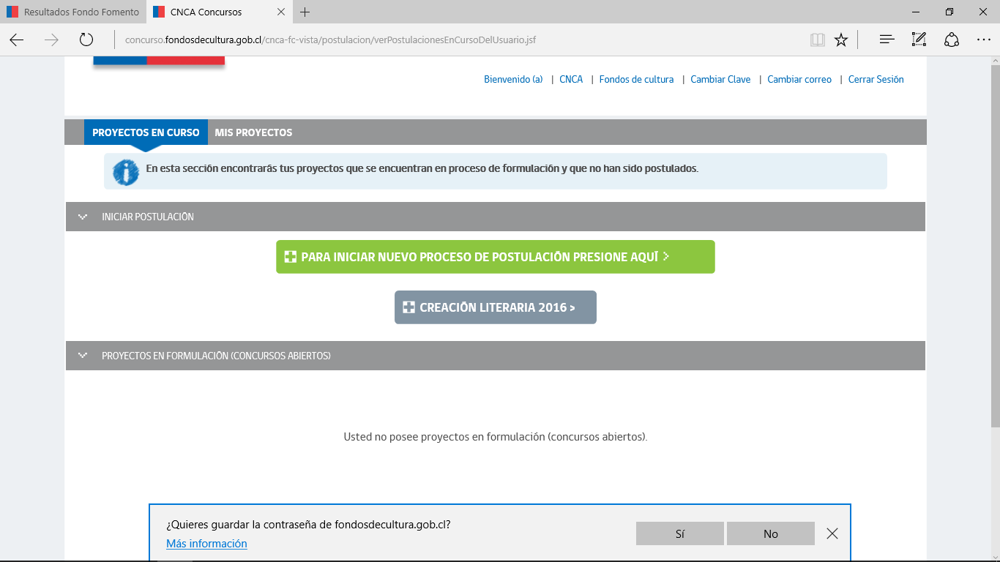 Resultados Fondo Fomento
CNCA Concursos
concurso.fondosdecultura.gob.cl/cnca-fc-vista/postulacion/verPostulacionesEnCursoDelUsuario.jsf
Bienvenido (a) | CNCA | Fondos de cultura | Cambiar Clave | Cambiar correo | Cerrar Sesión
PROYECTOS EN CURSO MIS PROYECTOS
En esta sección encontrarás tus proyectos que se encuentran en proceso de formulación y que no han sido postulados.
INICIAR POSTULACIÓN
PARA INICIAR NUEVO PROCESO DE POSTULACIÓN PRESIONE AQUÍ >
CREACIÓN LITERARIA 2016 >
PROYECTOS EN FORMULACIÓN (CONCURSOS ABIERTOS)
Usted no posee proyectos en formulación (concursos abiertos).
¿Quieres guardar la contraseña de fondosdecultura.gob.cl?
Más información
Sí
No